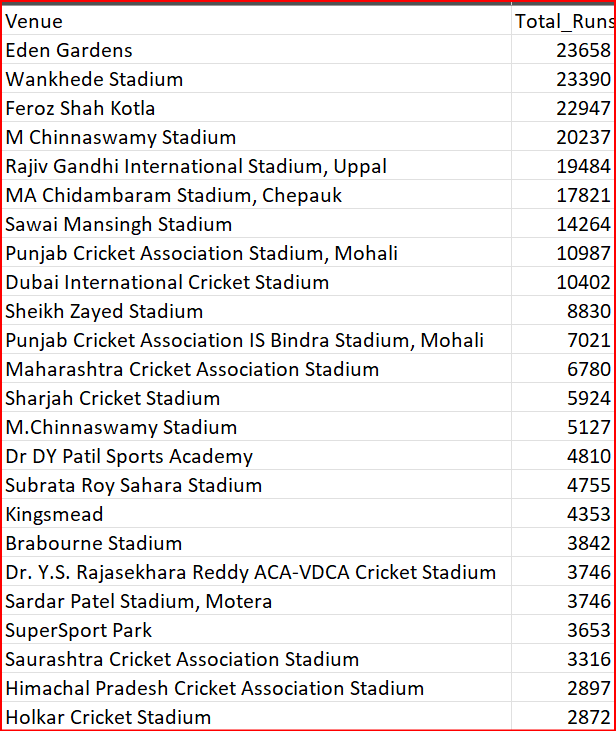 Venue Total_Runs
Eden Gardens 23658
Wankhede Stadium 23390
Feroz Shah Kotla 22947
M Chinnaswamy Stadium 20237
Rajiv Gandhi International Stadium, Uppal 19484
MA Chidambaram Stadium, Chepauk 17821
Sawai Mansingh Stadium 14264
Punjab Cricket Association Stadium, Mohali 10987
Dubai International Cricket Stadium 10402
Sheikh Zayed Stadium 8830
Punjab Cricket Association IS Bindra Stadium, Mohali 7021
Maharashtra Cricket Association Stadium 6780
Sharjah Cricket Stadium 5924
M.Chinnaswamy Stadium 5127
Dr DY Patil Sports Academy 4810
Subrata Roy Sahara Stadium 4755
Kingsmead 4353
Brabourne Stadium 3842
Dr. Y.S. Rajasekhara Reddy ACA-VDCA Cricket Stadium 3746
Sardar Patel Stadium, Motera 3746
SuperSport Park 3653
Saurashtra Cricket Association Stadium 3316
Himachal Pradesh Cricket Association Stadium 2897
Holkar Cricket Stadium 2872